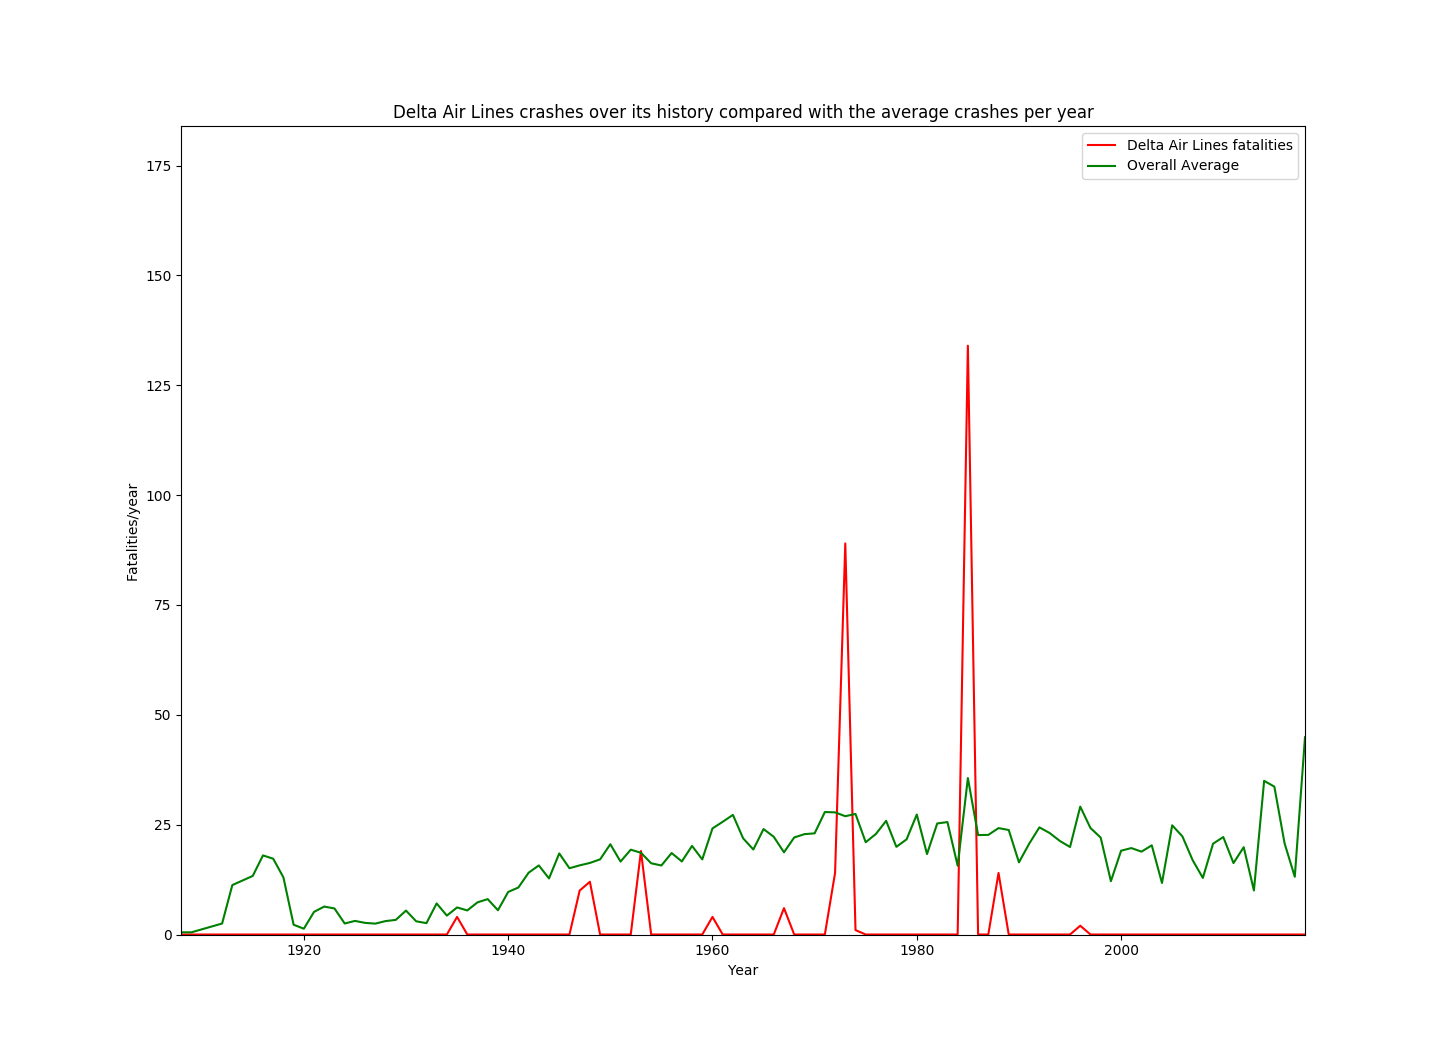 Delta Air Lines crashes over its history compared with the average crashes per year
Delta Air Lines fatalities
Overall Average
175
150
125
100
75
50
25
0
Fatalities/year
1920 1940 1960 1980 2000
Year